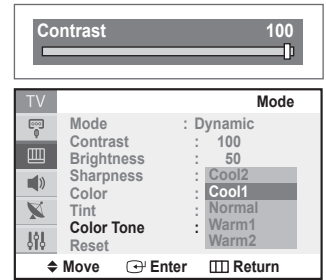 Contrast 100
TV Mode
Mode : Dynamic
Contrast : 100
Brightness : 50
Sharpness : Cool2
Color : Cool1
Tint : Normal
Color Tone : Warm1
Reset Warm2
Move Enter Return